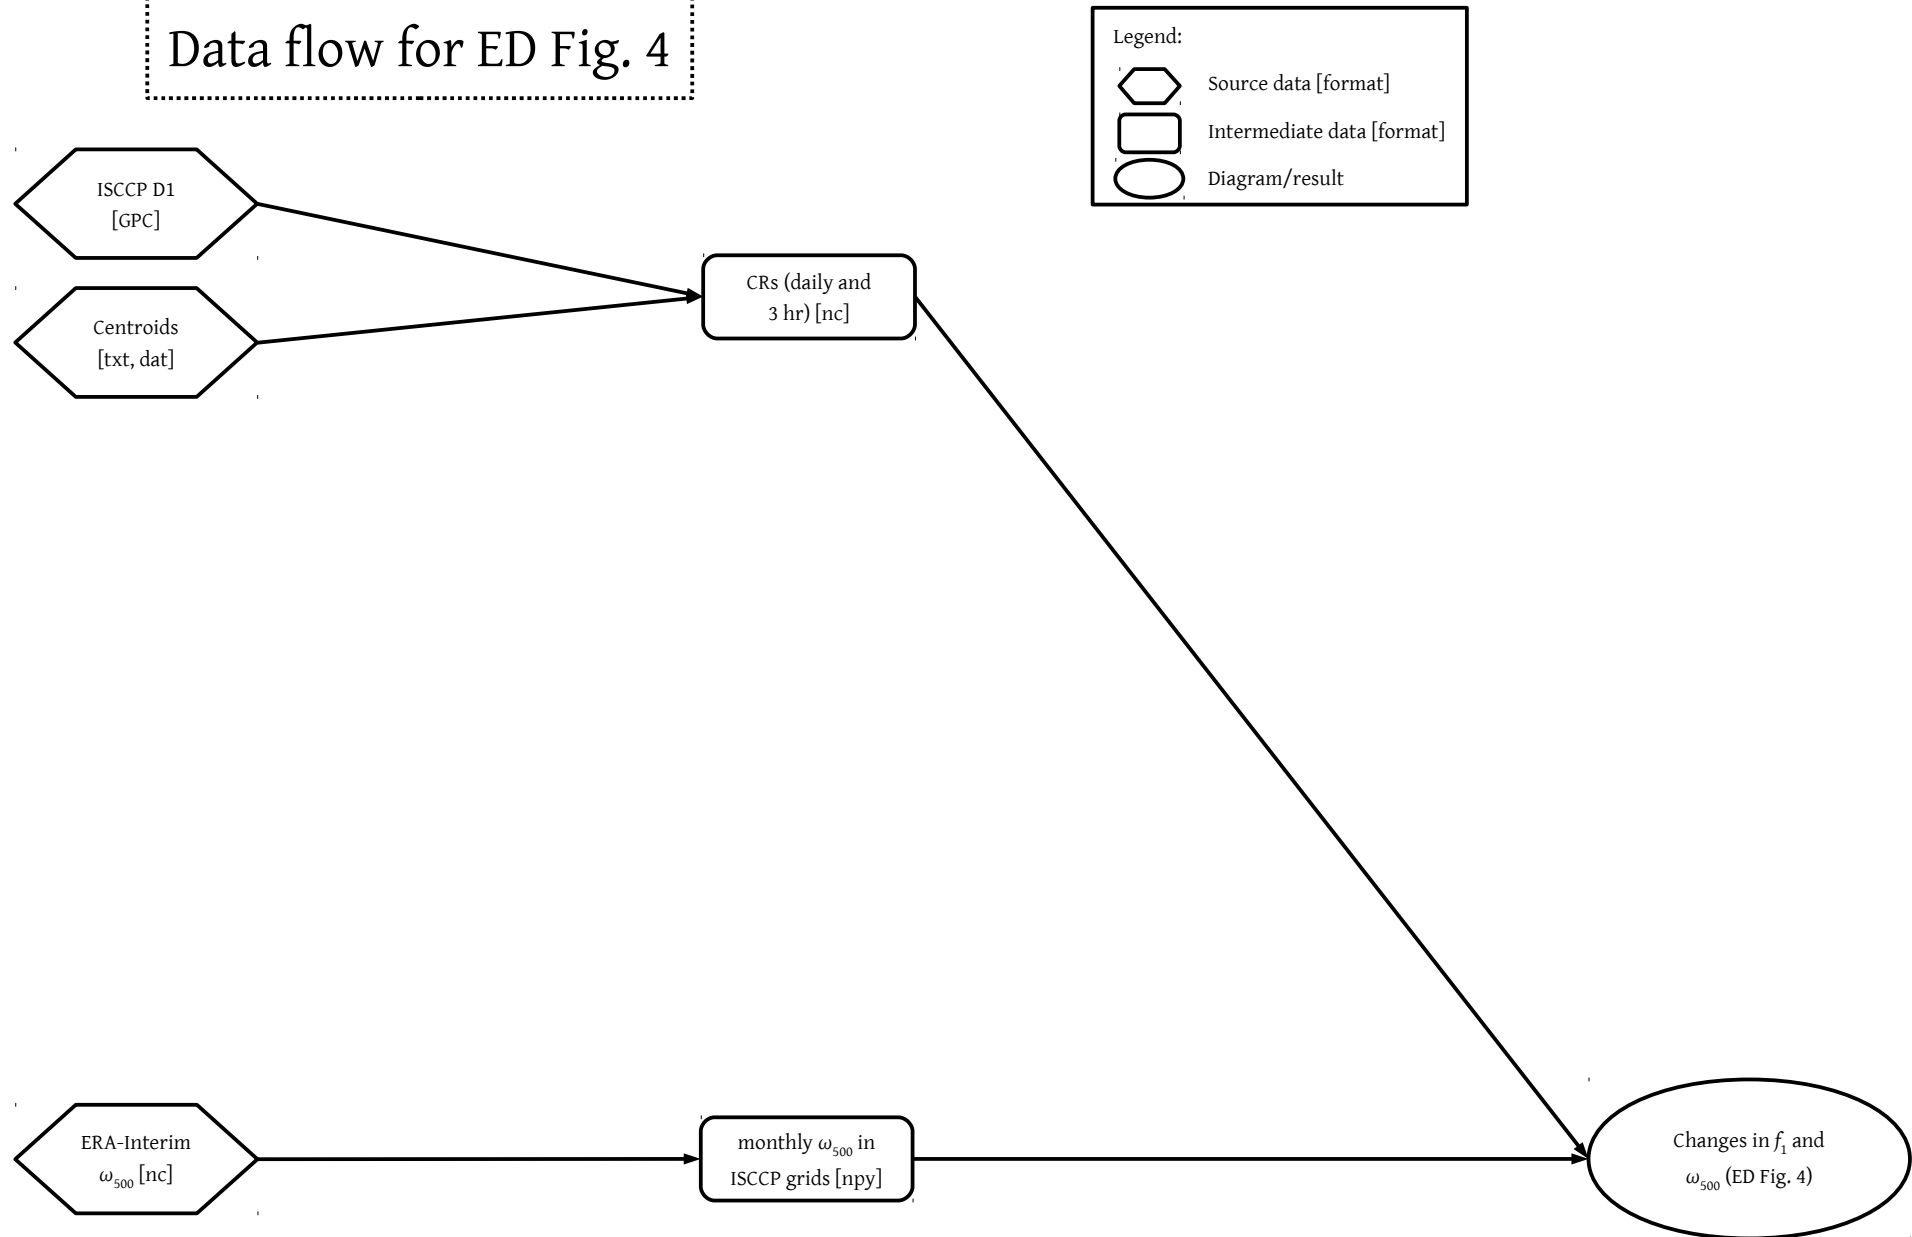 Data flow for ED Fig. 4
Legend:
Source data [format]
Intermediate data [format]
Diagram/result
ISCCP D1
[GPC]
Centroids
[txt, dat]
CRs (daily and
3 hr) [nc]
ERA-Interim
ω₅₀₀ [nc]
monthly ω₅₀₀ in
ISCCP grids [npy]
Changes in f₁ and
ω₅₀₀ (ED Fig. 4)